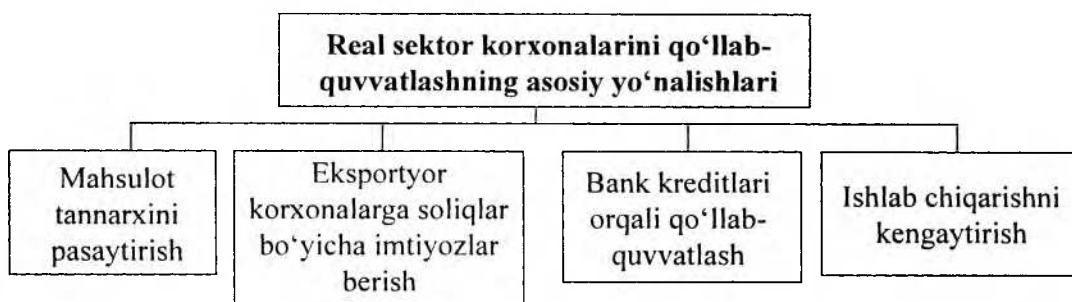 Real sektor korxonalarini qo‘llab-
quvvatlashning asosiy yo‘nalishlari
Mahsulot
tannarxini
pasaytirish
Eksportyor
korxonalarga soliqlar
bo‘yicha imtiyozlar
berish
Bank kreditlari
orqali qo‘llab-
quvvatlash
Ishlab chiqarishni
kengaytirish